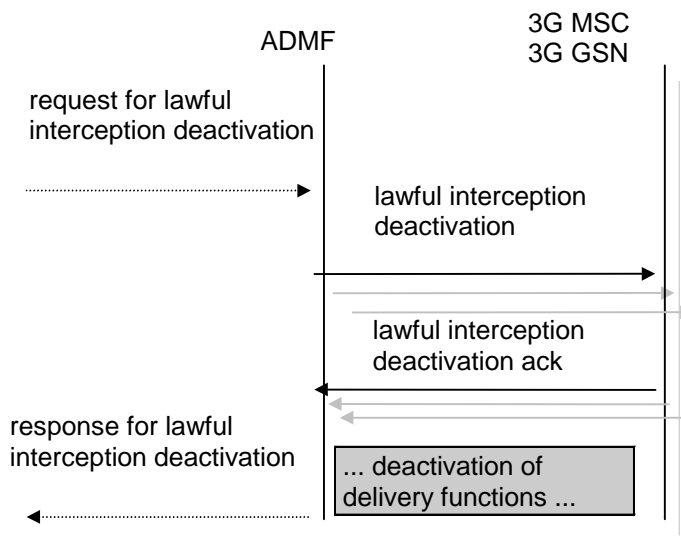 ADMF
3G MSC
3G GSN
request for lawful
interception deactivation
lawful interception
deactivation
lawful interception
deactivation ack
response for lawful
interception deactivation
... deactivation of
delivery functions ...